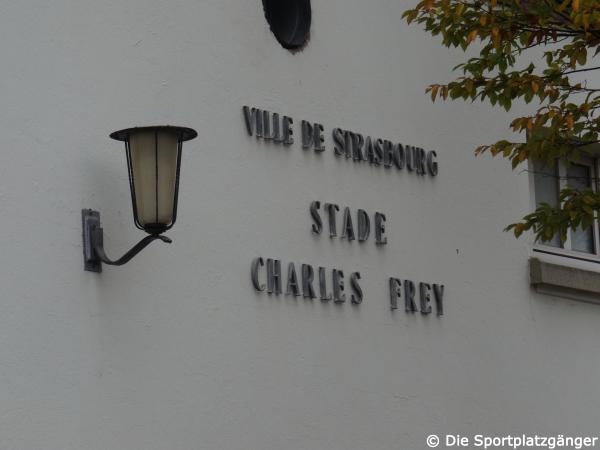 VILLE DE STRASBOURG
STADE
CHARLES FREY
© Die Sportplatzgänger